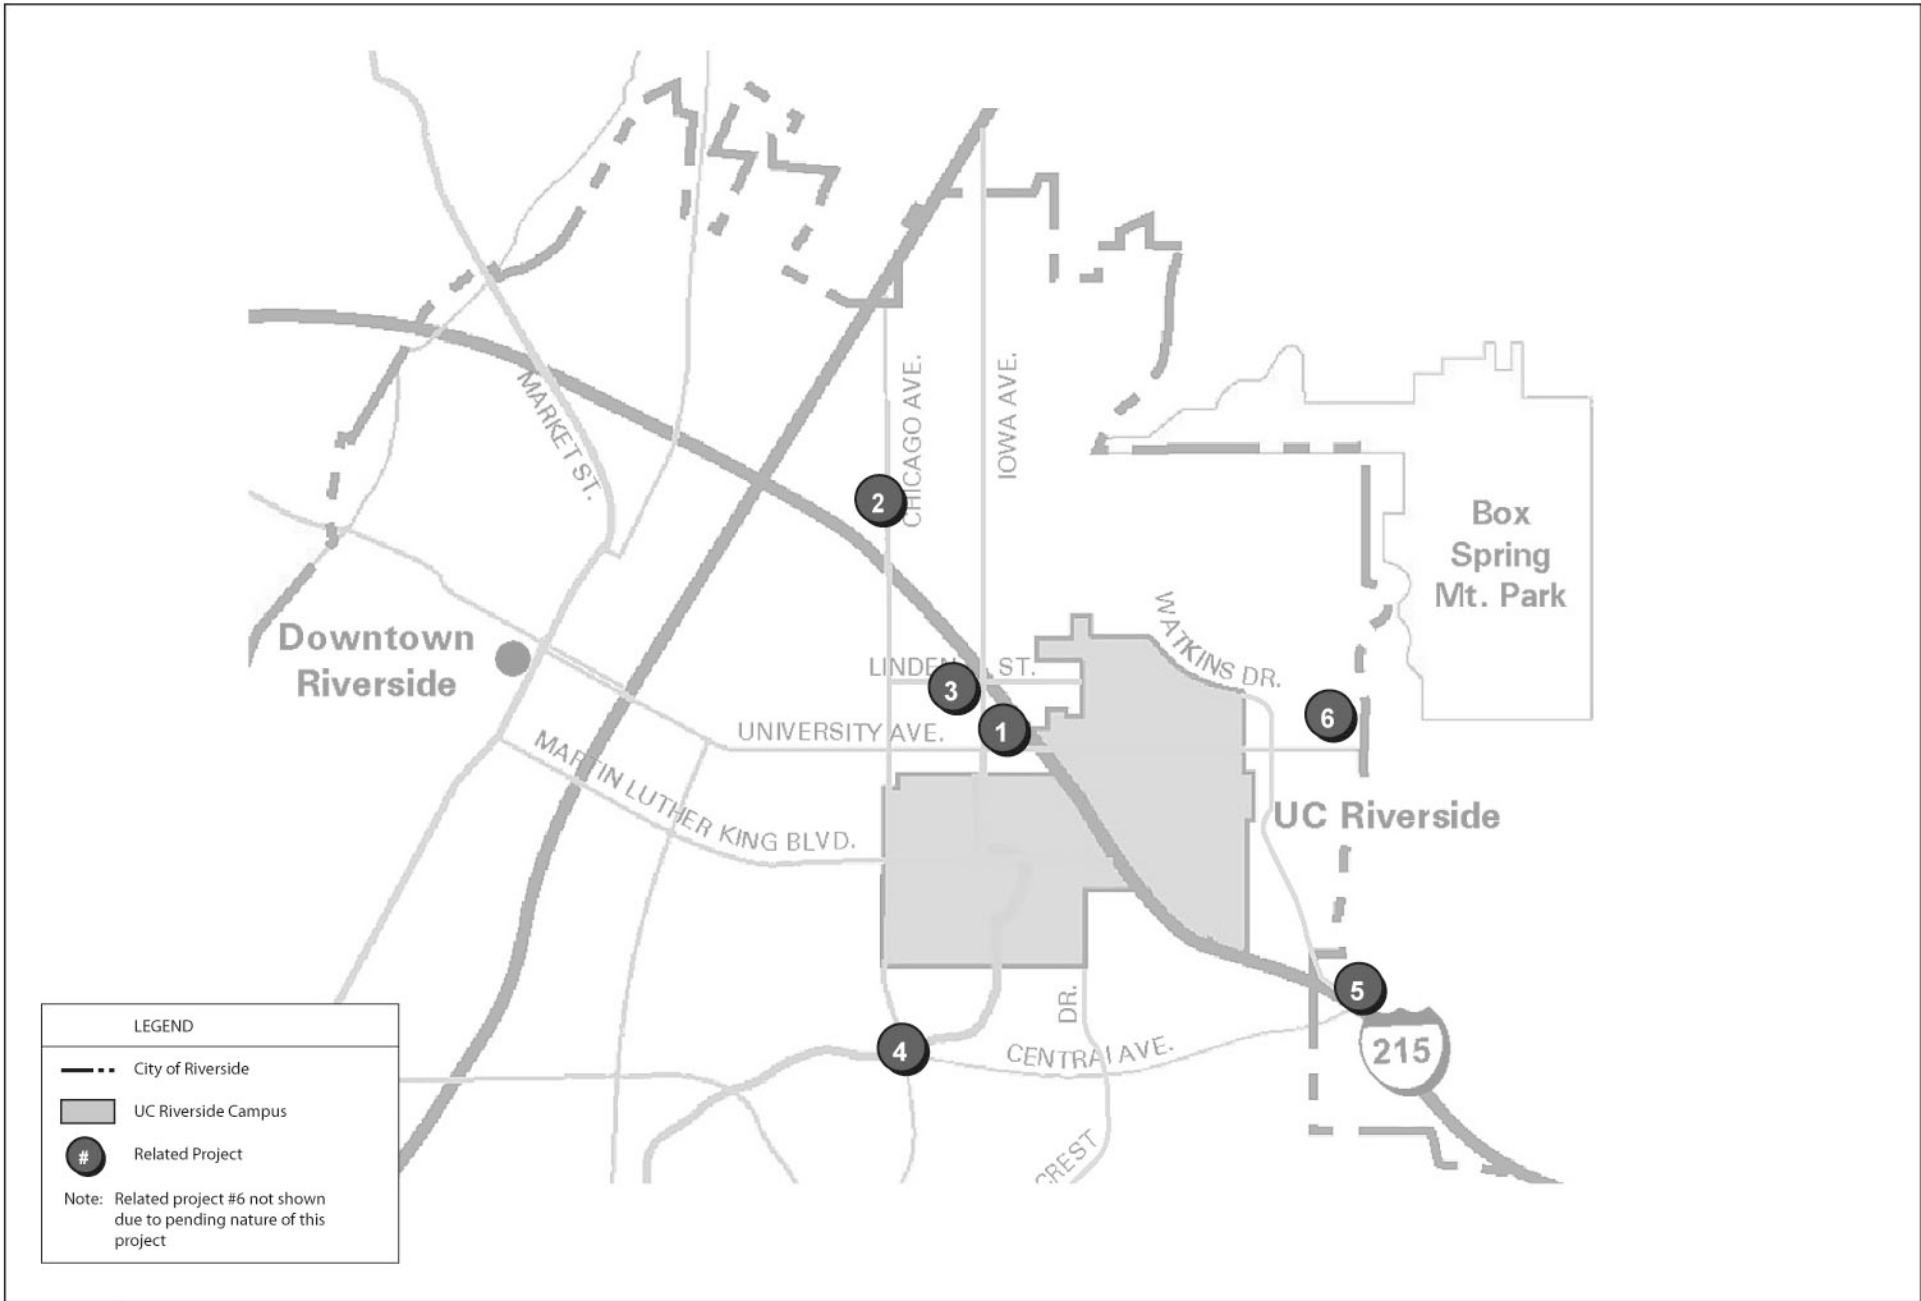 MARKET ST.
CHICAGO AVE.
IOWA AVE.
2
Box
Spring
Mt. Park
WATKINS DR.
Downtown
Riverside
LINDEN ST.
3
6
1
UNIVERSITY AVE.
MARTIN LUTHER KING BLVD.
UC Riverside
5
DR.
4
CENTRAL AVE.
215
CREST
LEGEND
City of Riverside
UC Riverside Campus
# Related Project
Note: Related project #6 not shown
due to pending nature of this
project